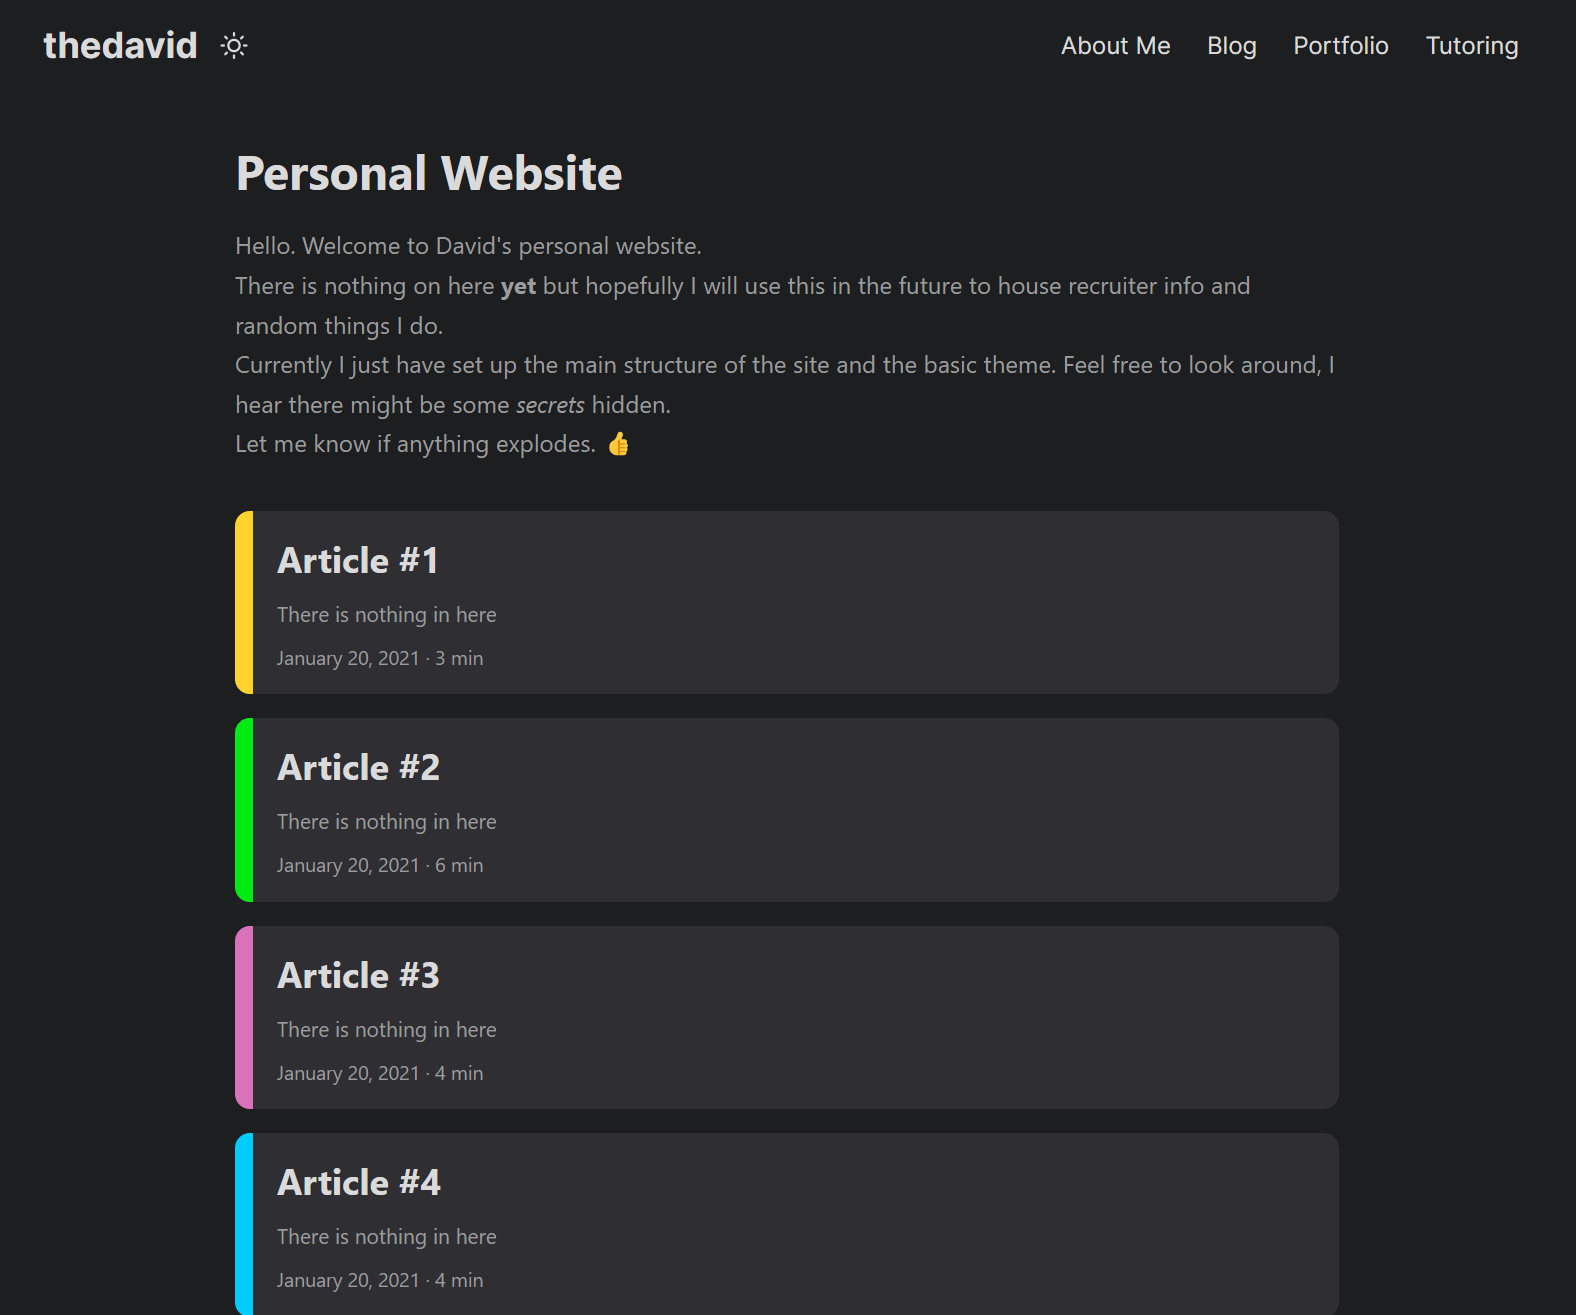 thedavid
About Me Blog Portfolio Tutoring
Personal Website
Hello. Welcome to David's personal website.
There is nothing on here yet but hopefully I will use this in the future to house recruiter info and
random things I do.
Currently I just have set up the main structure of the site and the basic theme. Feel free to look around, I
hear there might be some secrets hidden.
Let me know if anything explodes. 👍
Article #1
There is nothing in here
January 20, 2021 · 3 min
Article #2
There is nothing in here
January 20, 2021 · 6 min
Article #3
There is nothing in here
January 20, 2021 · 4 min
Article #4
There is nothing in here
January 20, 2021 · 4 min